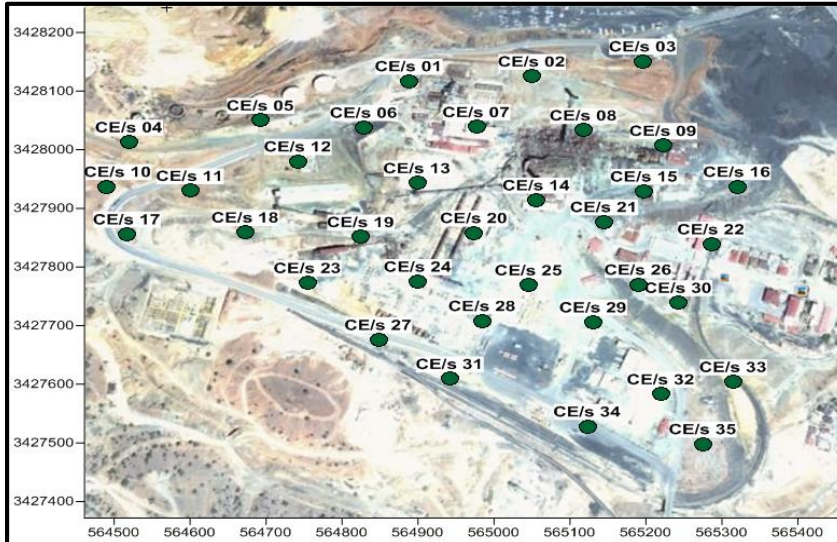 3428200
3428100
3428000
3427900
3427800
3427700
3427600
3427500
3427400
CE/s 01
CE/s 02
CE/s 03
CE/s 04
CE/s 05
CE/s 06
CE/s 07
CE/s 08
CE/s 09
CE/s 10
CE/s 11
CE/s 12
CE/s 13
CE/s 14
CE/s 15
CE/s 16
CE/s 17
CE/s 18
CE/s 19
CE/s 20
CE/s 21
CE/s 22
CE/s 23
CE/s 24
CE/s 25
CE/s 26
CE/s 27
CE/s 28
CE/s 29
CE/s 30
CE/s 31
CE/s 32
CE/s 33
CE/s 34
CE/s 35
564500 564600 564700 564800 564900 565000 565100 565200 565300 565400